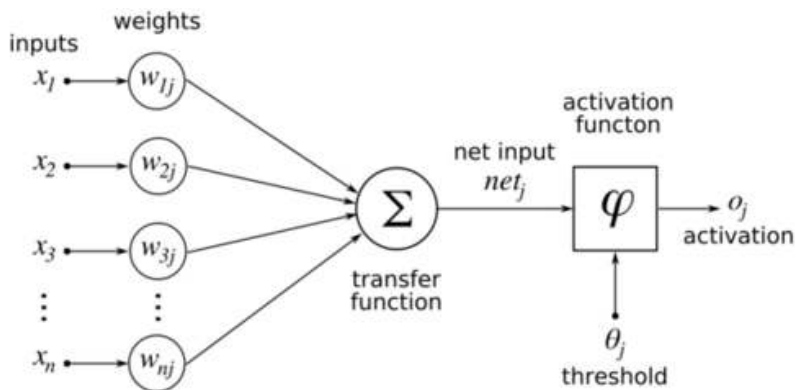 weights
inputs
x₁ w₁ⱼ
x₂ w₂ⱼ
x₃ w₃ⱼ
⋮ ⋮
xₙ wₙⱼ
Σ
transfer
function
net input
netⱼ
activation
functon
φ
oⱼ
activation
θⱼ
threshold